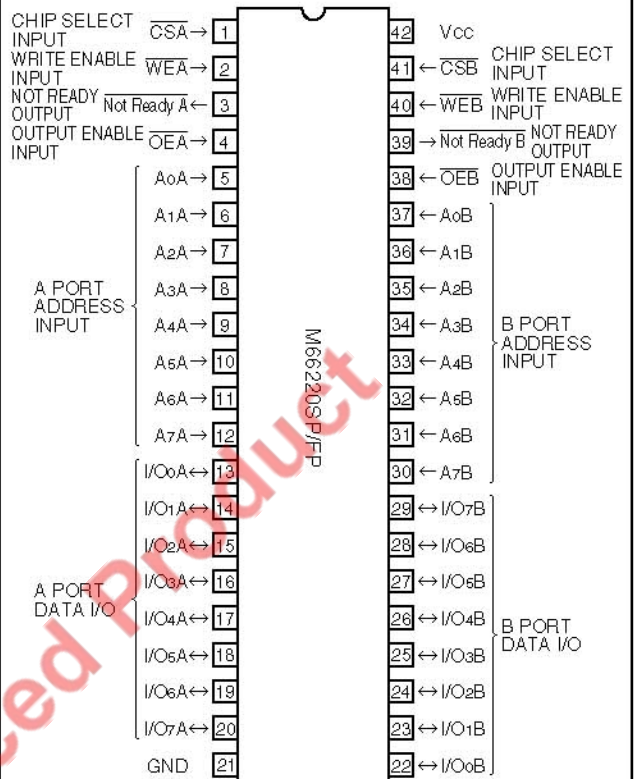 CHIP SELECT INPUT CSA→ 1
WRITE ENABLE INPUT WEA→ 2
NOT READY OUTPUT Not Ready A← 3
OUTPUT ENABLE INPUT OEA→ 4
A0A→ 5
A1A→ 6
A2A→ 7
A3A→ 8
A4A→ 9
A5A→ 10
A6A→ 11
A7A→ 12
A PORT
ADDRESS
INPUT
I/O0A↔ 13
I/O1A↔ 14
I/O2A↔ 15
I/O3A↔ 16
I/O4A↔ 17
I/O5A↔ 18
I/O6A↔ 19
I/O7A↔ 20
A PORT
DATA I/O
GND 21
M66220SP/FP
42 Vcc
41 ←CSB CHIP SELECT INPUT
40 ←WEB WRITE ENABLE INPUT
39 →Not Ready B NOT READY OUTPUT
38 ←OEB OUTPUT ENABLE INPUT
37 ←A0B
36 ←A1B
35 ←A2B
34 ←A3B
33 ←A4B
32 ←A5B
31 ←A6B
30 ←A7B
B PORT
ADDRESS
INPUT
29 ↔I/O7B
28 ↔I/O6B
27 ↔I/O5B
26 ↔I/O4B
25 ↔I/O3B
24 ↔I/O2B
23 ↔I/O1B
22 ↔I/O0B
B PORT
DATA I/O
Product